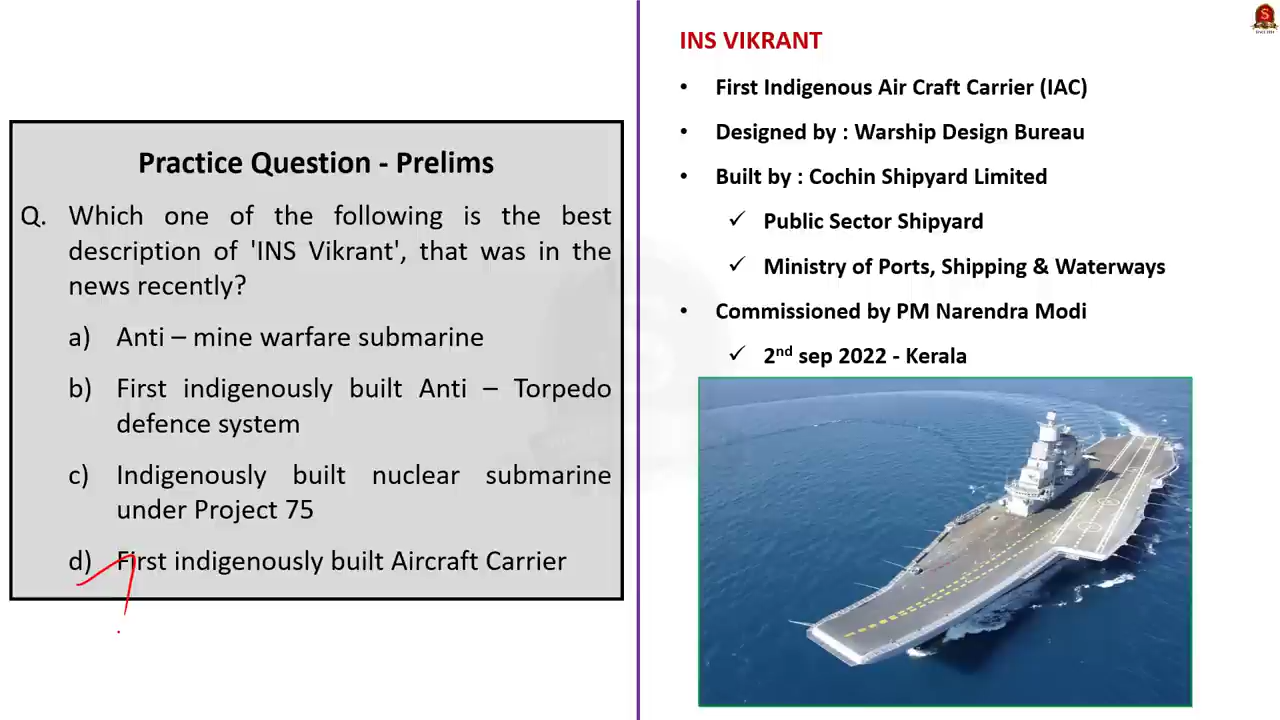 Practice Question - Prelims
Q. Which one of the following is the best
description of 'INS Vikrant', that was in the
news recently?
a) Anti – mine warfare submarine
b) First indigenously built Anti – Torpedo
defence system
c) Indigenously built nuclear submarine
under Project 75
d) First indigenously built Aircraft Carrier
INS VIKRANT
• First Indigenous Air Craft Carrier (IAC)
• Designed by : Warship Design Bureau
• Built by : Cochin Shipyard Limited
✓ Public Sector Shipyard
✓ Ministry of Ports, Shipping & Waterways
• Commissioned by PM Narendra Modi
✓ 2nd sep 2022 - Kerala